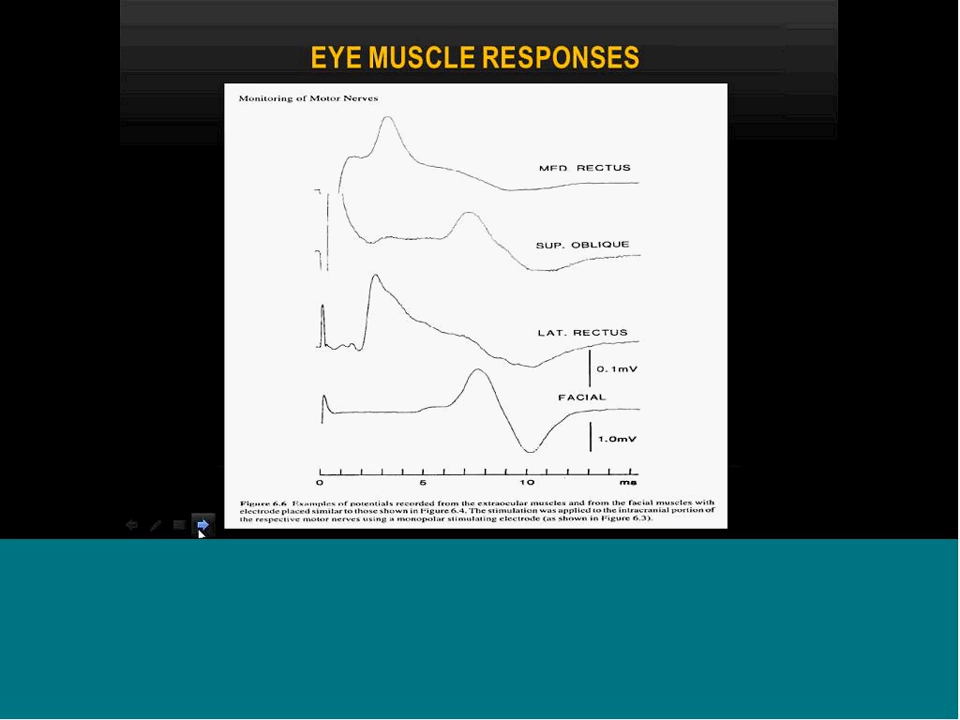 EYE MUSCLE RESPONSES
Monitoring of Motor Nerves
MED. RECTUS
SUP. OBLIQUE
LAT. RECTUS
0.1mV
FACIAL
1.0mV
0 5 10 ms
Figure 6.6 Examples of potentials recorded from the extraocular muscles and from the facial muscles with
electrode placed similar to those shown in Figure 6.4. The stimulation was applied to the intracranial portion of
the respective motor nerves using a monopolar stimulating electrode (as shown in Figure 6.3).